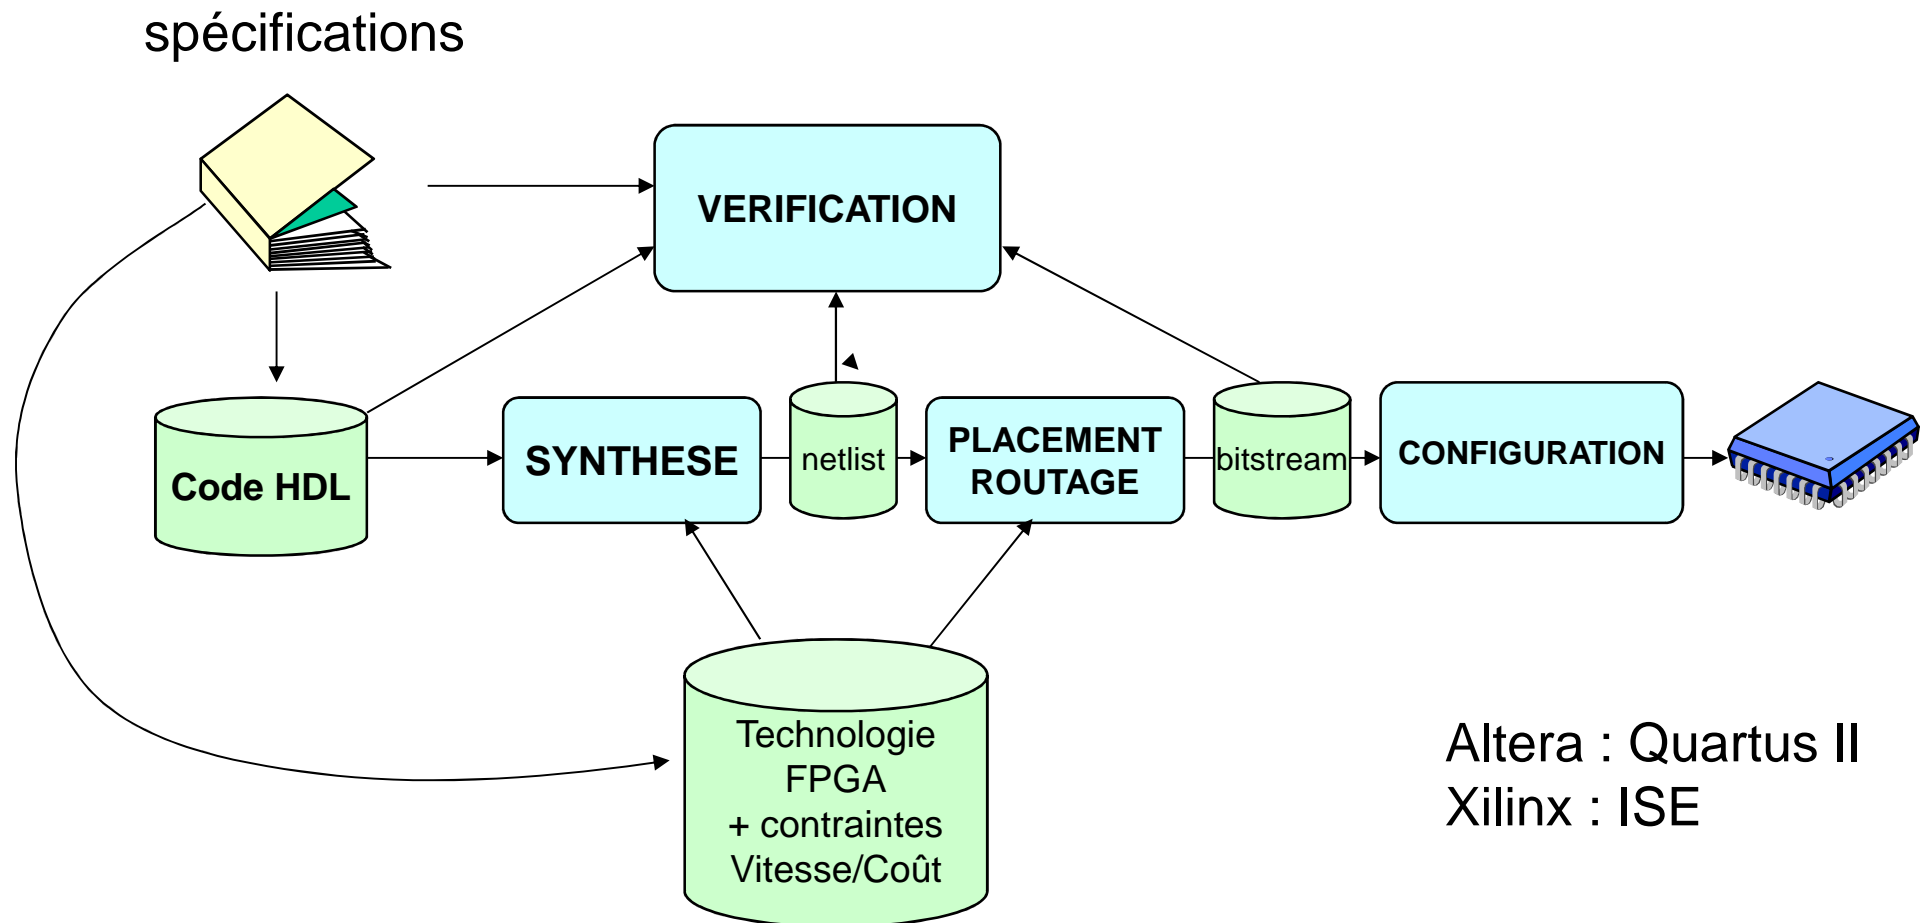 spécifications
VERIFICATION
Code HDL
SYNTHESE
netlist
PLACEMENT
ROUTAGE
bitstream
CONFIGURATION
Technologie
FPGA
+ contraintes
Vitesse/Coût
Altera : Quartus II
Xilinx : ISE